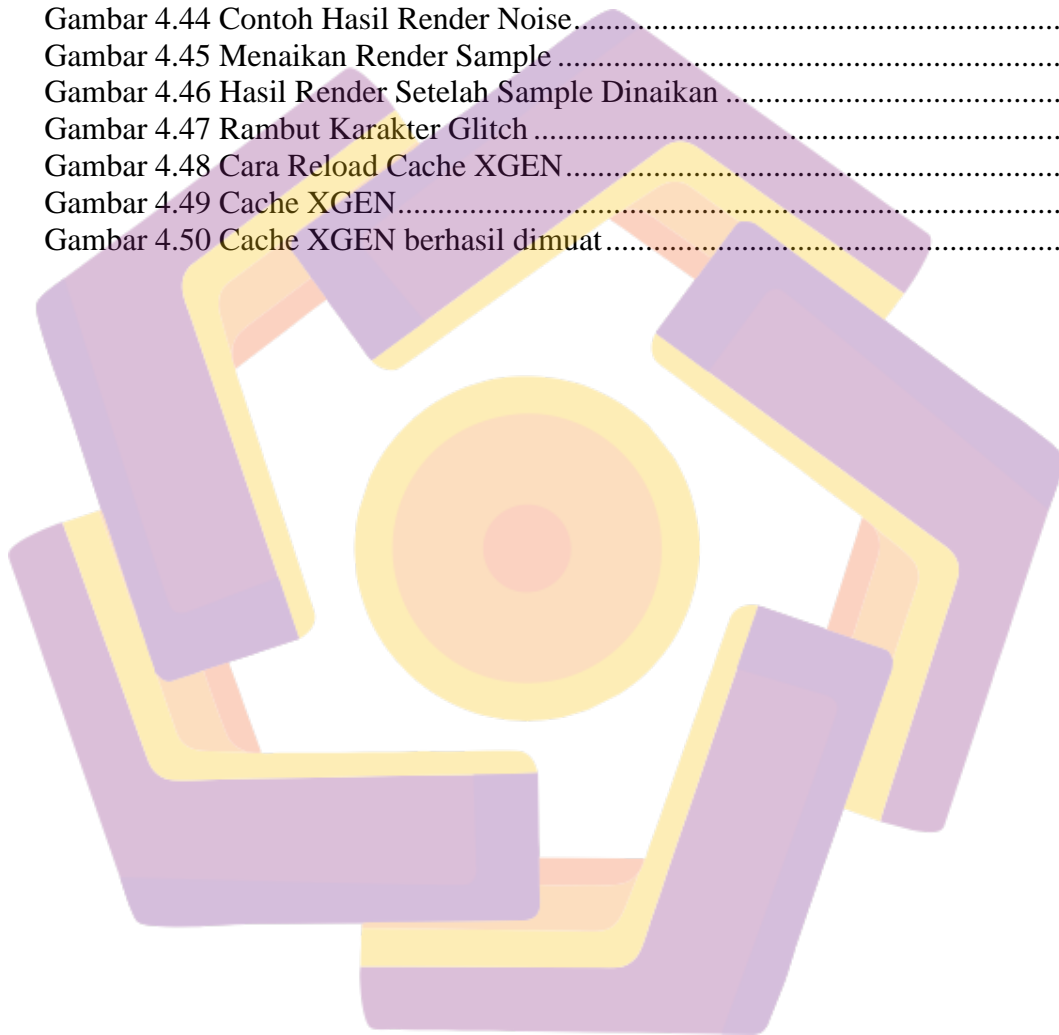 Gambar 4.44 Contoh Hasil Render Noise..........................................................................
Gambar 4.45 Menaikan Render Sample ............................................................................
Gambar 4.46 Hasil Render Setelah Sample Dinaikan ...................................................
Gambar 4.47 Rambut Karakter Glitch ................................................................................
Gambar 4.48 Cara Reload Cache XGEN...........................................................................
Gambar 4.49 Cache XGEN....................................................................................................
Gambar 4.50 Cache XGEN berhasil dimuat.....................................................................